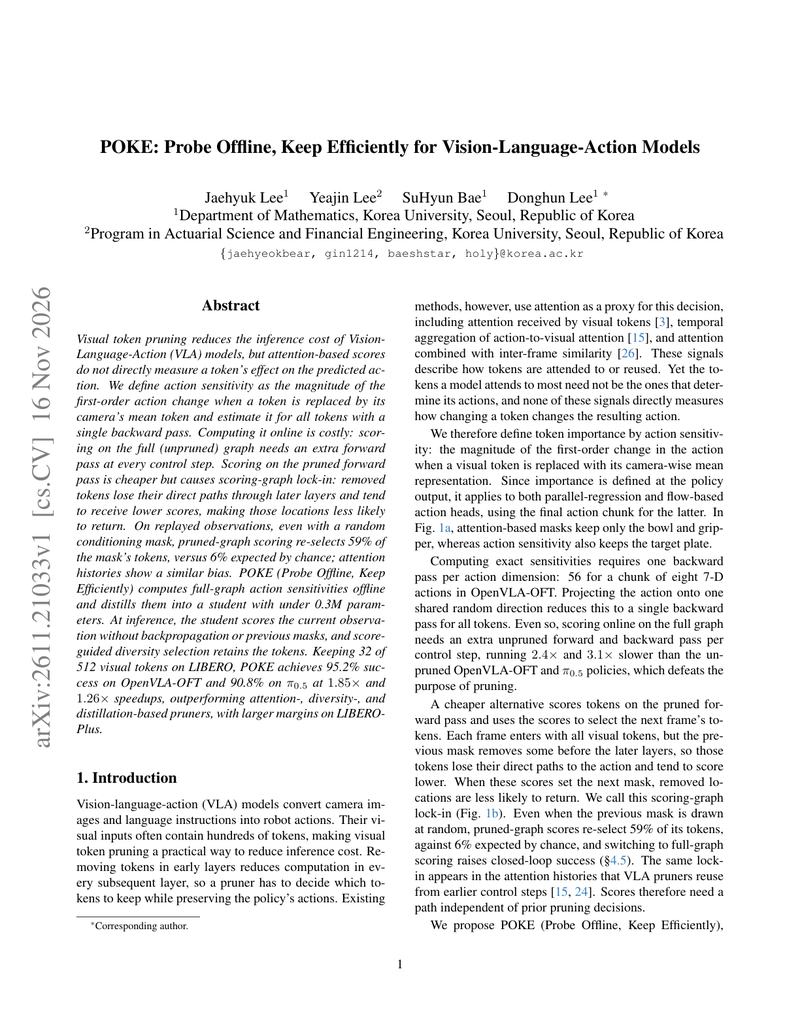 POKE: Probe Offline, Keep Efficiently for Vision-Language-Action Models
Jaehyuk Lee1 Yeajin Lee2 SuHyun Bae1 Donghun Lee1 *
1Department of Mathematics, Korea University, Seoul, Republic of Korea
2Program in Actuarial Science and Financial Engineering, Korea University, Seoul, Republic of Korea
{jaehyeokbear, gin1214, baeshstar, holy}@korea.ac.kr
arXiv:2611.21033v1 [cs.CV] 16 Nov 2026
Abstract
Visual token pruning reduces the inference cost of Vision-
Language-Action (VLA) models, but attention-based scores
do not directly measure a token's effect on the predicted ac-
tion. We define action sensitivity as the magnitude of the
first-order action change when a token is replaced by its
camera's mean token and estimate it for all tokens with a
single backward pass. Computing it online is costly: scor-
ing on the full (unpruned) graph needs an extra forward
pass at every control step. Scoring on the pruned forward
pass is cheaper but causes scoring-graph lock-in: removed
tokens lose their direct paths through later layers and tend
to receive lower scores, making those locations less likely
to return. On replayed observations, even with a random
conditioning mask, pruned-graph scoring re-selects 59% of
the mask's tokens, versus 6% expected by chance; attention
histories show a similar bias. POKE (Probe Offline, Keep
Efficiently) computes full-graph action sensitivities offline
and distills them into a student with under 0.3M param-
eters. At inference, the student scores the current observa-
tion without backpropagation or previous masks, and score-
guided diversity selection retains the tokens. Keeping 32 of
512 visual tokens on LIBERO, POKE achieves 95.2% suc-
cess on OpenVLA-OFT and 90.8% on π0.5 at 1.85× and
1.26× speedups, outperforming attention-, diversity-, and
distillation-based pruners, with larger margins on LIBERO-
Plus.
1. Introduction
Vision-language-action (VLA) models convert camera im-
ages and language instructions into robot actions. Their vi-
sual inputs often contain hundreds of tokens, making visual
token pruning a practical way to reduce inference cost. Re-
moving tokens in early layers reduces computation in ev-
ery subsequent layer, so a pruner has to decide which to-
kens to keep while preserving the policy's actions. Existing
*Corresponding author.
methods, however, use attention as a proxy for this decision,
including attention received by visual tokens [3], temporal
aggregation of action-to-visual attention [15], and attention
combined with inter-frame similarity [26]. These signals
describe how tokens are attended to or reused. Yet the to-
kens a model attends to most need not be the ones that deter-
mine its actions, and none of these signals directly measures
how changing a token changes the resulting action.
We therefore define token importance by action sensitiv-
ity: the magnitude of the first-order change in the action
when a visual token is replaced with its camera-wise mean
representation. Since importance is defined at the policy
output, it applies to both parallel-regression and flow-based
action heads, using the final action chunk for the latter. In
Fig. 1a, attention-based masks keep only the bowl and grip-
per, whereas action sensitivity also keeps the target plate.
Computing exact sensitivities requires one backward
pass per action dimension: 56 for a chunk of eight 7-D
actions in OpenVLA-OFT. Projecting the action onto one
shared random direction reduces this to a single backward
pass for all tokens. Even so, scoring online on the full graph
needs an extra unpruned forward and backward pass per
control step, running 2.4× and 3.1× slower than the un-
pruned OpenVLA-OFT and π0.5 policies, which defeats the
purpose of pruning.
A cheaper alternative scores tokens on the pruned for-
ward pass and uses the scores to select the next frame's to-
kens. Each frame enters with all visual tokens, but the pre-
vious mask removes some before the later layers, so those
tokens lose their direct paths to the action and tend to score
lower. When these scores set the next mask, removed lo-
cations are less likely to return. We call this scoring-graph
lock-in (Fig. 1b). Even when the previous mask is drawn
at random, pruned-graph scores re-select 59% of its tokens,
against 6% expected by chance, and switching to full-graph
scoring raises closed-loop success (§4.5). The same lock-
in appears in the attention histories that VLA pruners reuse
from earlier control steps [15, 24]. Scores therefore need a
path independent of prior pruning decisions.
We propose POKE (Probe Offline, Keep Efficiently),
1